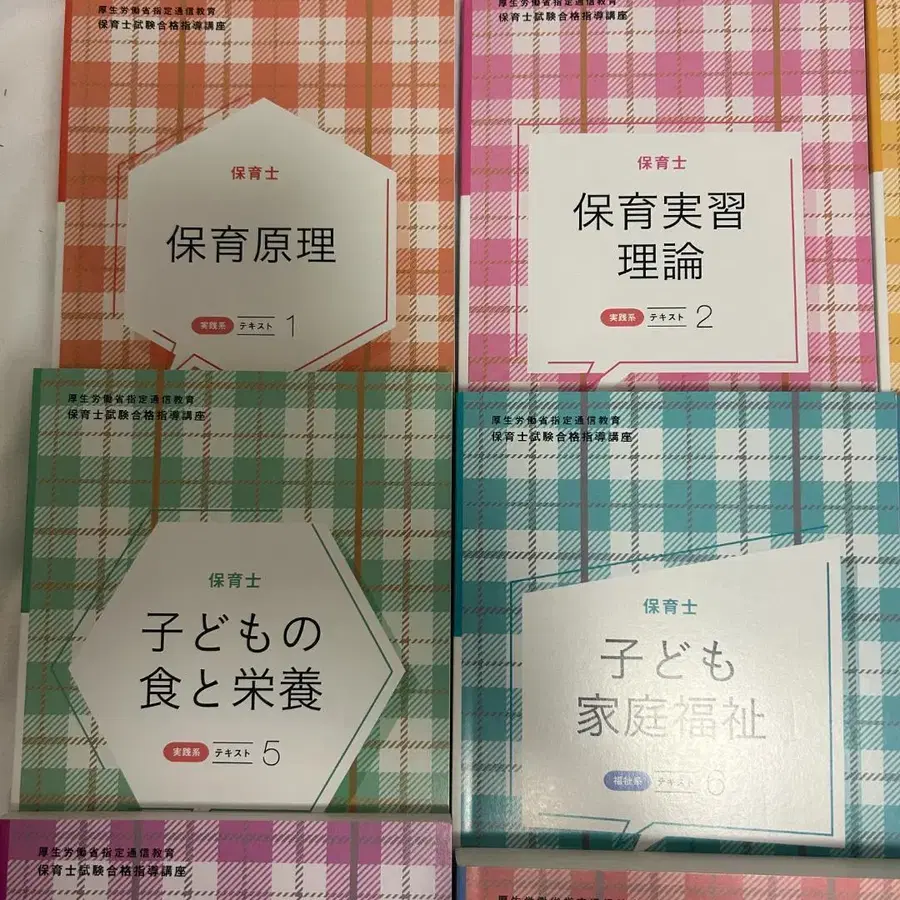 厚生労働省指定通信教育
保育士試験合格指導講座
保育士
保育原理
実践系 テキスト 1
厚生労働省指定通信教育
保育士試験合格指導講座
保育士
保育実習
理論
実践系 テキスト 2
厚生労働省指定通信教育
保育士試験合格指導講座
保育士
子どもの
食と栄養
実践系 テキスト 5
厚生労働省指定通信教育
保育士試験合格指導講座
保育士
子ども
家庭福祉
福祉系 テキスト 6
厚生労働省指定通信教育
保育士試験合格指導講座